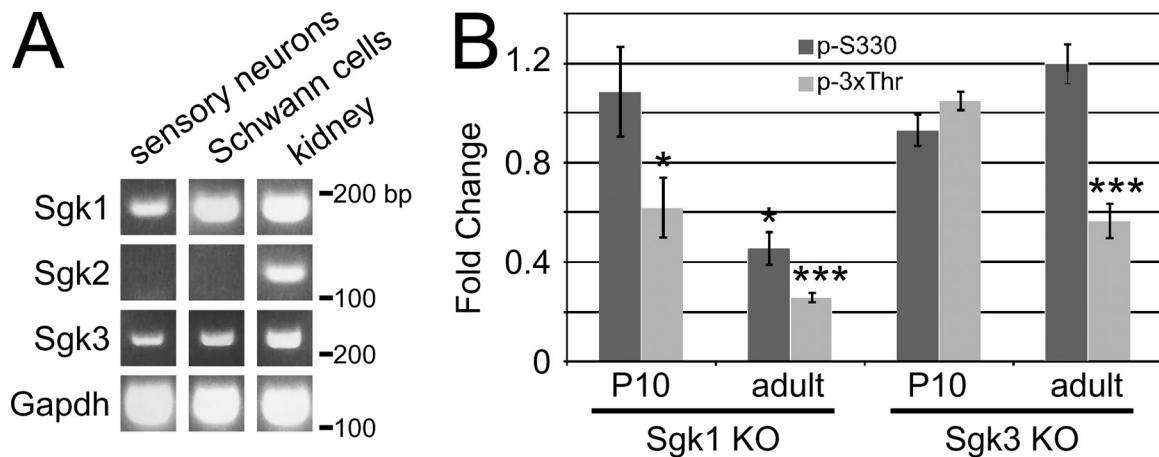 A
sensory neurons
Schwann cells
kidney
Sgk1
200 bp
Sgk2
100
Sgk3
200
Gapdh
100
B
p-S330
p-3xThr
Fold Change
1.2
0.8
0.4
0
*
*
***
***
P10
adult
P10
adult
Sgk1 KO
Sgk3 KO